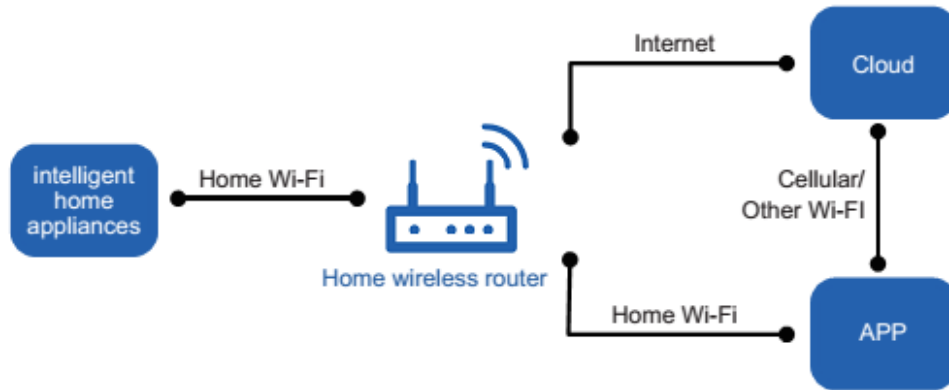 Internet
Cloud
intelligent
home
appliances
Home Wi-Fi
Cellular/
Other Wi-FI
Home wireless router
Home Wi-Fi
APP